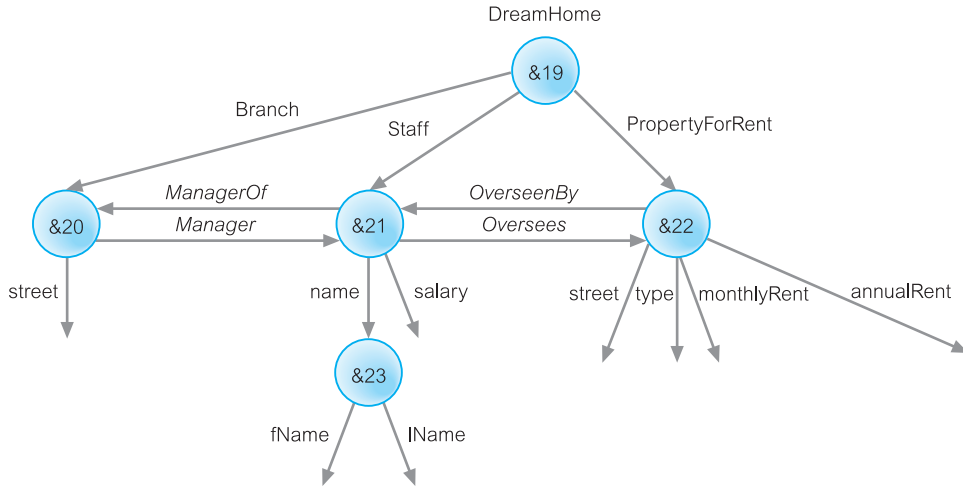 DreamHome
&19
Branch
Staff
PropertyForRent
ManagerOf
OverseenBy
&20
Manager
&21
Oversees
&22
street
name
salary
street
type
monthlyRent
annualRent
&23
fName
lName